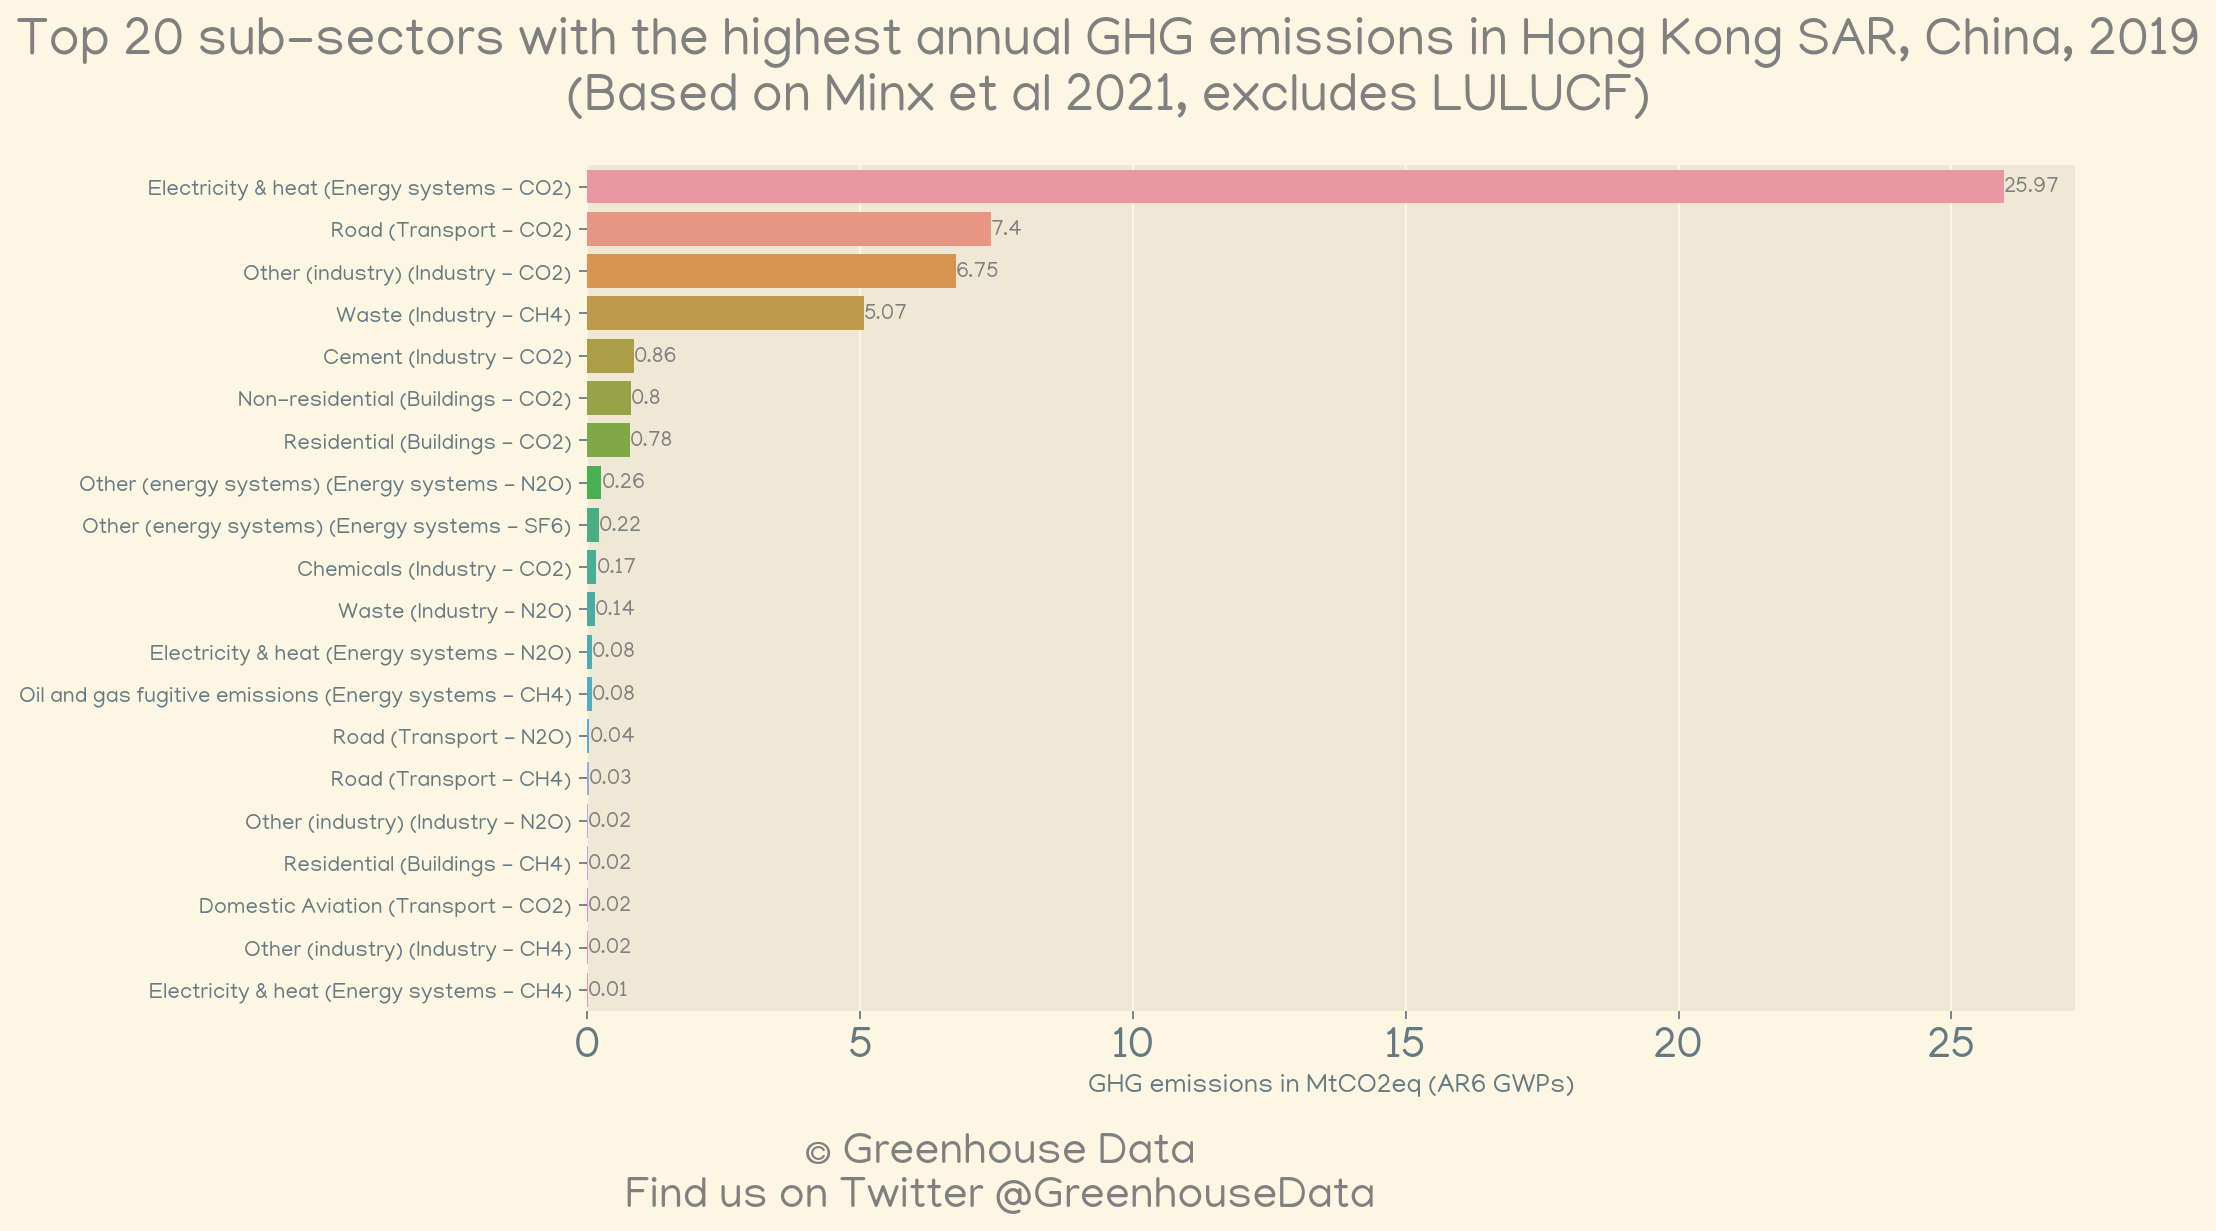 Top 20 sub-sectors with the highest annual GHG emissions in Hong Kong SAR, China, 2019
(Based on Minx et al 2021, excludes LULUCF)
Electricity & heat (Energy systems - CO2) 25.97
Road (Transport - CO2) 7.4
Other (industry) (Industry - CO2) 6.75
Waste (Industry - CH4) 5.07
Cement (Industry - CO2) 0.86
Non-residential (Buildings - CO2) 0.8
Residential (Buildings - CO2) 0.78
Other (energy systems) (Energy systems - N2O) 0.26
Other (energy systems) (Energy systems - SF6) 0.22
Chemicals (Industry - CO2) 0.17
Waste (Industry - N2O) 0.14
Electricity & heat (Energy systems - N2O) 0.08
Oil and gas fugitive emissions (Energy systems - CH4) 0.08
Road (Transport - N2O) 0.04
Road (Transport - CH4) 0.03
Other (industry) (Industry - N2O) 0.02
Residential (Buildings - CH4) 0.02
Domestic Aviation (Transport - CO2) 0.02
Other (industry) (Industry - CH4) 0.02
Electricity & heat (Energy systems - CH4) 0.01
0 5 10 15 20 25
GHG emissions in MtCO2eq (AR6 GWPs)
© Greenhouse Data
Find us on Twitter @GreenhouseData